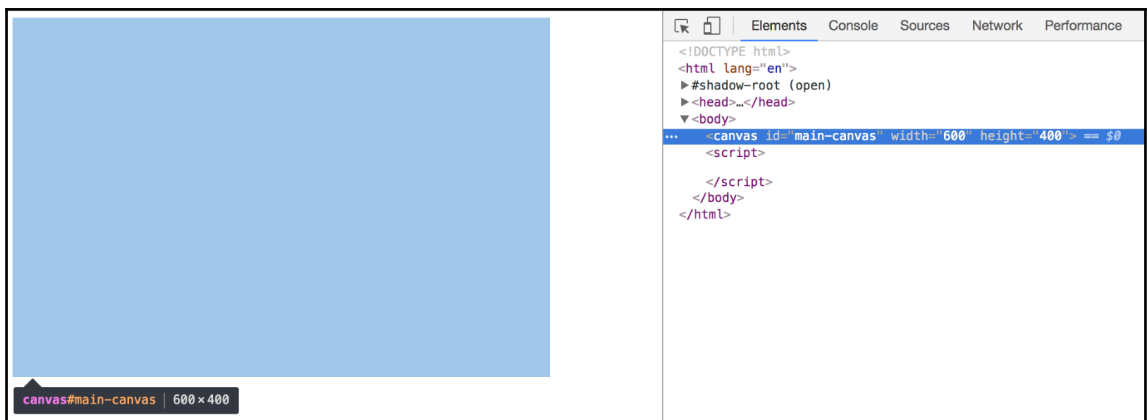 Elements Console Sources Network Performance
<!DOCTYPE html>
<html lang="en">
▶#shadow-root (open)
▶<head>…</head>
▼<body>
… <canvas id="main-canvas" width="600" height="400"> == $0
<script>
</script>
</body>
</html>
canvas#main-canvas | 600×400